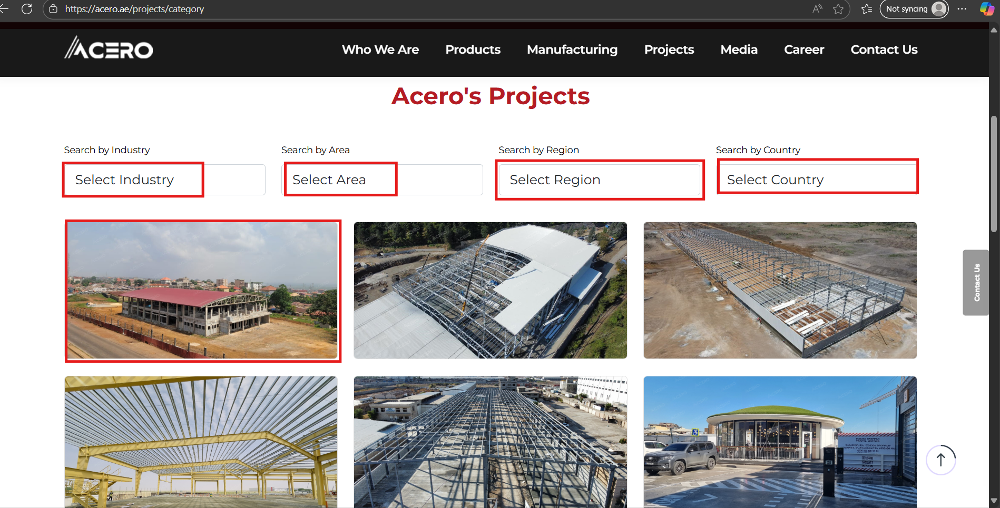 https://acero.ae/projects/category
Not syncing
ACERO
Who We Are
Products
Manufacturing
Projects
Media
Career
Contact Us
Acero's Projects
Search by Industry
Search by Area
Search by Region
Search by Country
Select Industry
Select Area
Select Region
Select Country
Contact Us